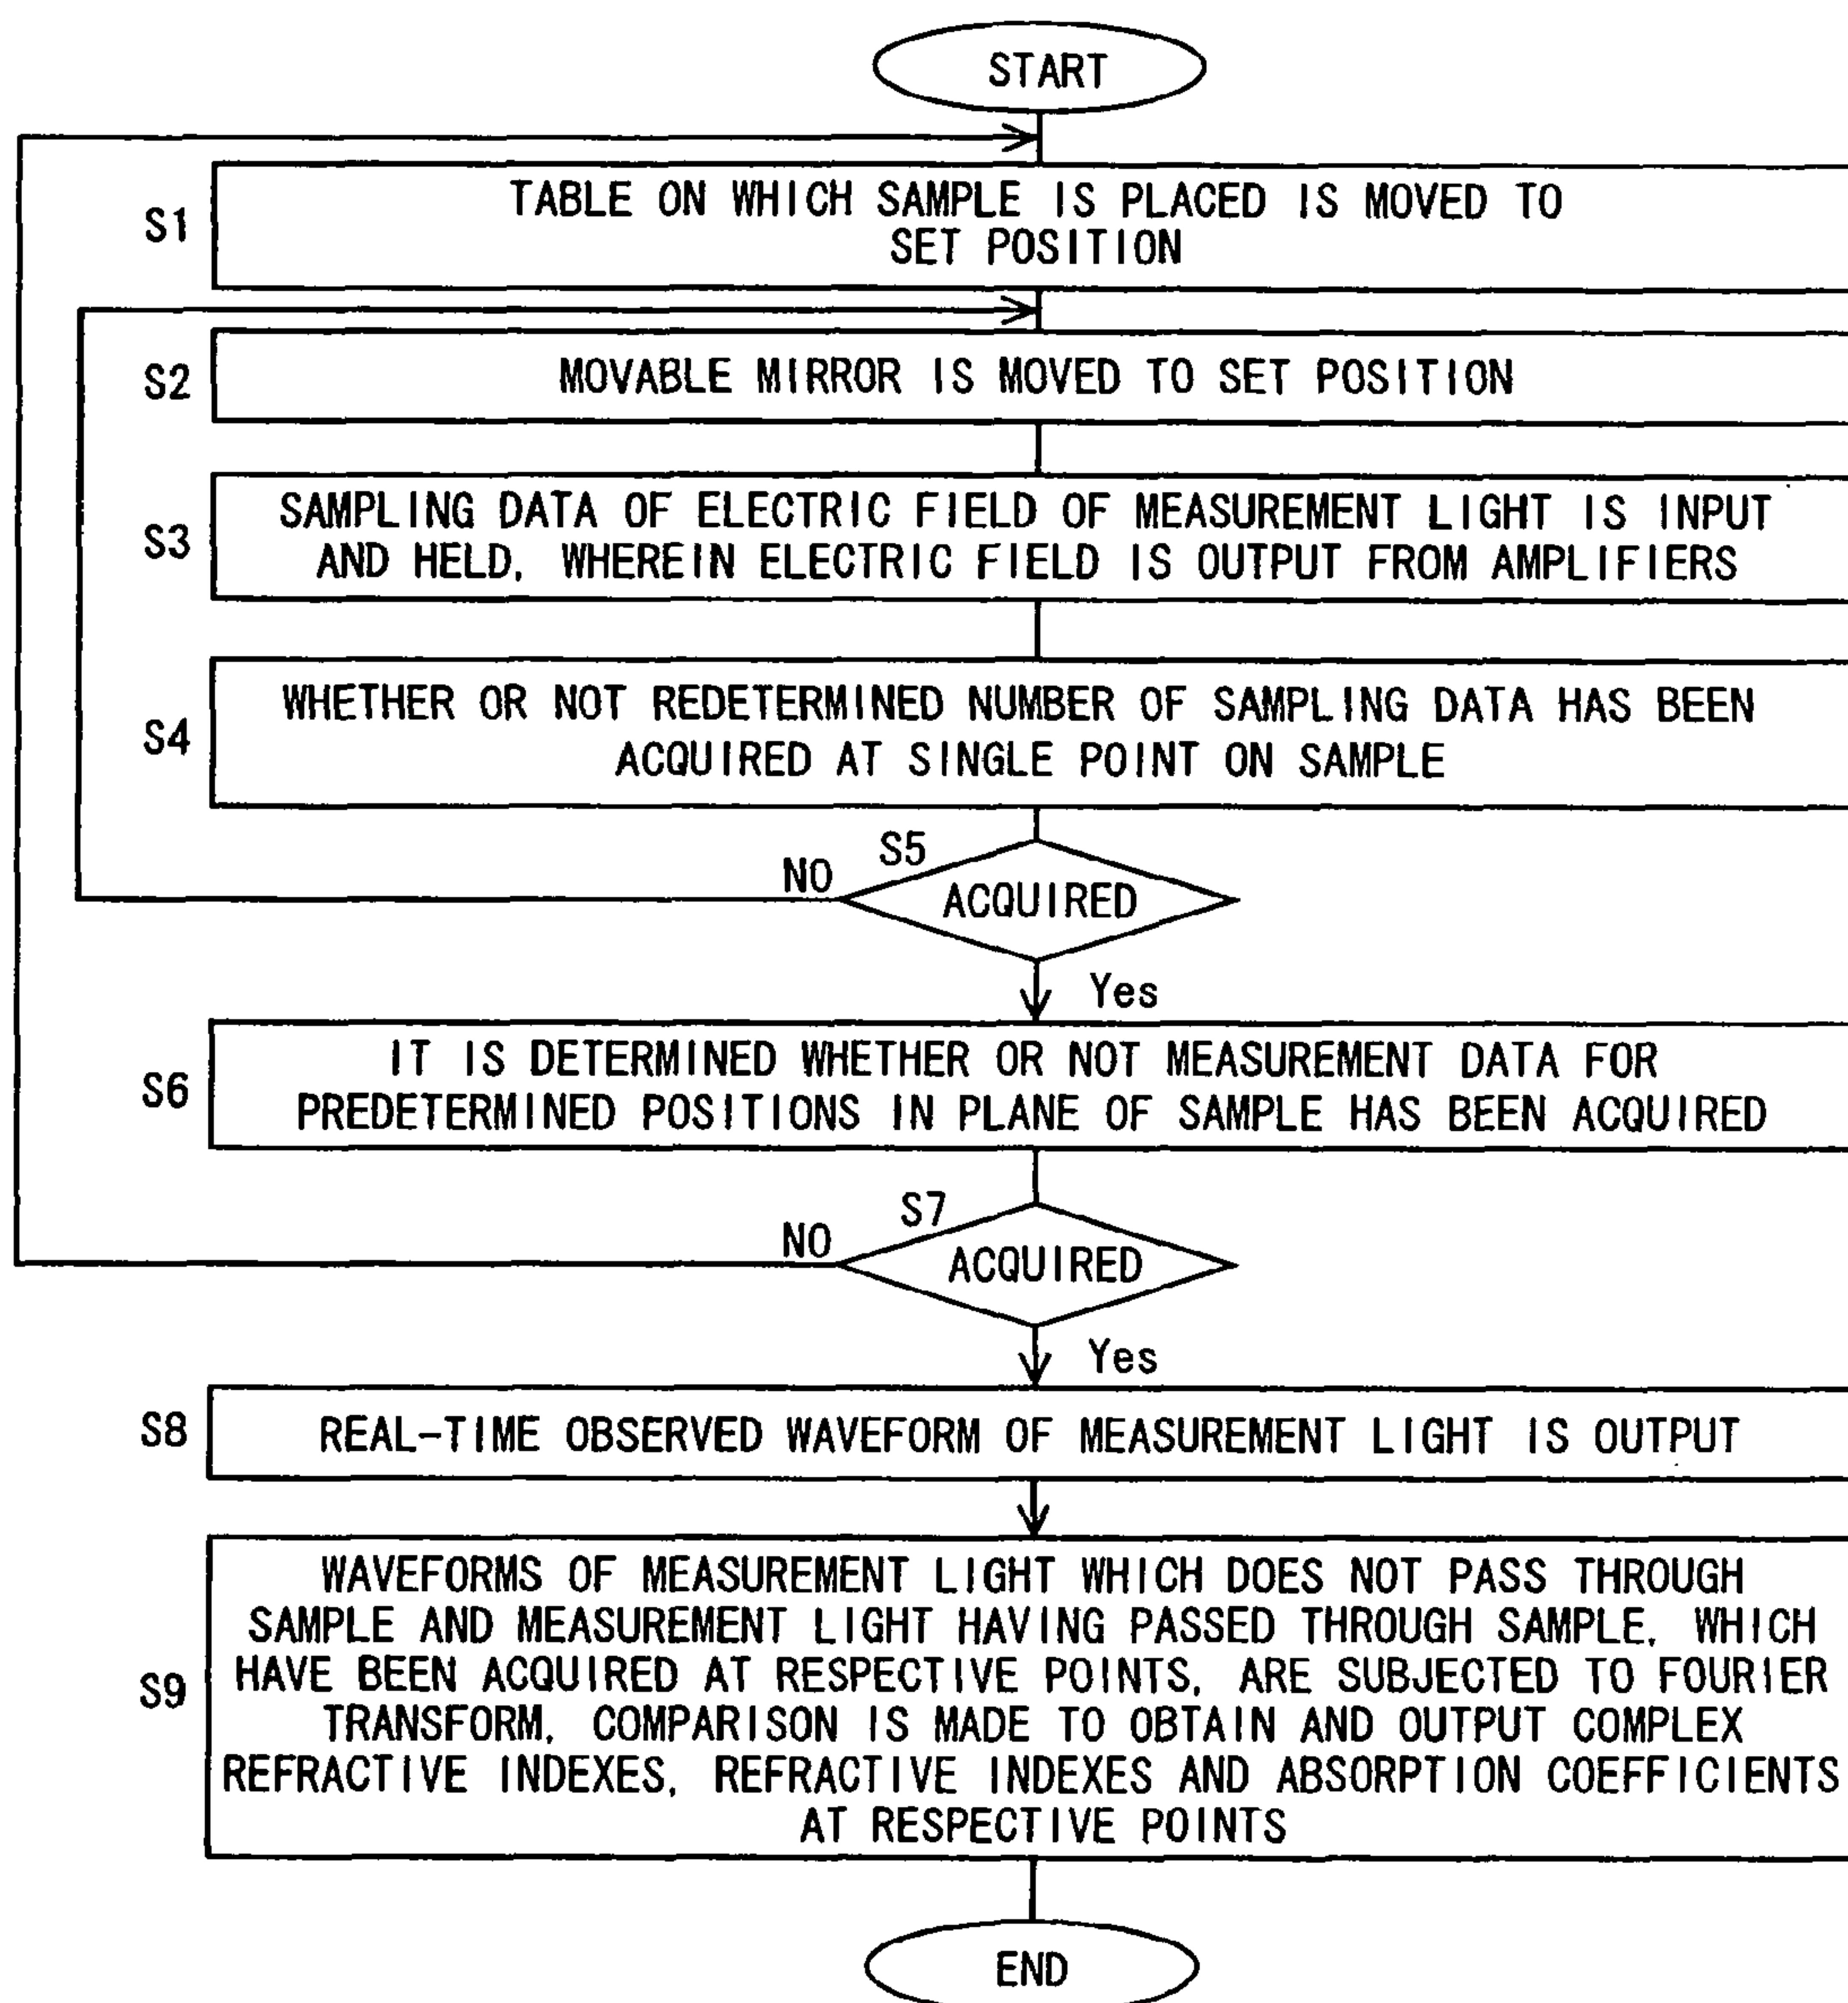 START
S1
TABLE ON WHICH SAMPLE IS PLACED IS MOVED TO
SET POSITION
S2
MOVABLE MIRROR IS MOVED TO SET POSITION
S3
SAMPLING DATA OF ELECTRIC FIELD OF MEASUREMENT LIGHT IS INPUT
AND HELD, WHEREIN ELECTRIC FIELD IS OUTPUT FROM AMPLIFIERS
S4
WHETHER OR NOT REDETERMINED NUMBER OF SAMPLING DATA HAS BEEN
ACQUIRED AT SINGLE POINT ON SAMPLE
S5
NO
ACQUIRED
Yes
S6
IT IS DETERMINED WHETHER OR NOT MEASUREMENT DATA FOR
PREDETERMINED POSITIONS IN PLANE OF SAMPLE HAS BEEN ACQUIRED
S7
NO
ACQUIRED
Yes
S8
REAL-TIME OBSERVED WAVEFORM OF MEASUREMENT LIGHT IS OUTPUT
S9
WAVEFORMS OF MEASUREMENT LIGHT WHICH DOES NOT PASS THROUGH
SAMPLE AND MEASUREMENT LIGHT HAVING PASSED THROUGH SAMPLE, WHICH
HAVE BEEN ACQUIRED AT RESPECTIVE POINTS, ARE SUBJECTED TO FOURIER
TRANSFORM, COMPARISON IS MADE TO OBTAIN AND OUTPUT COMPLEX
REFRACTIVE INDEXES, REFRACTIVE INDEXES AND ABSORPTION COEFFICIENTS
AT RESPECTIVE POINTS
END